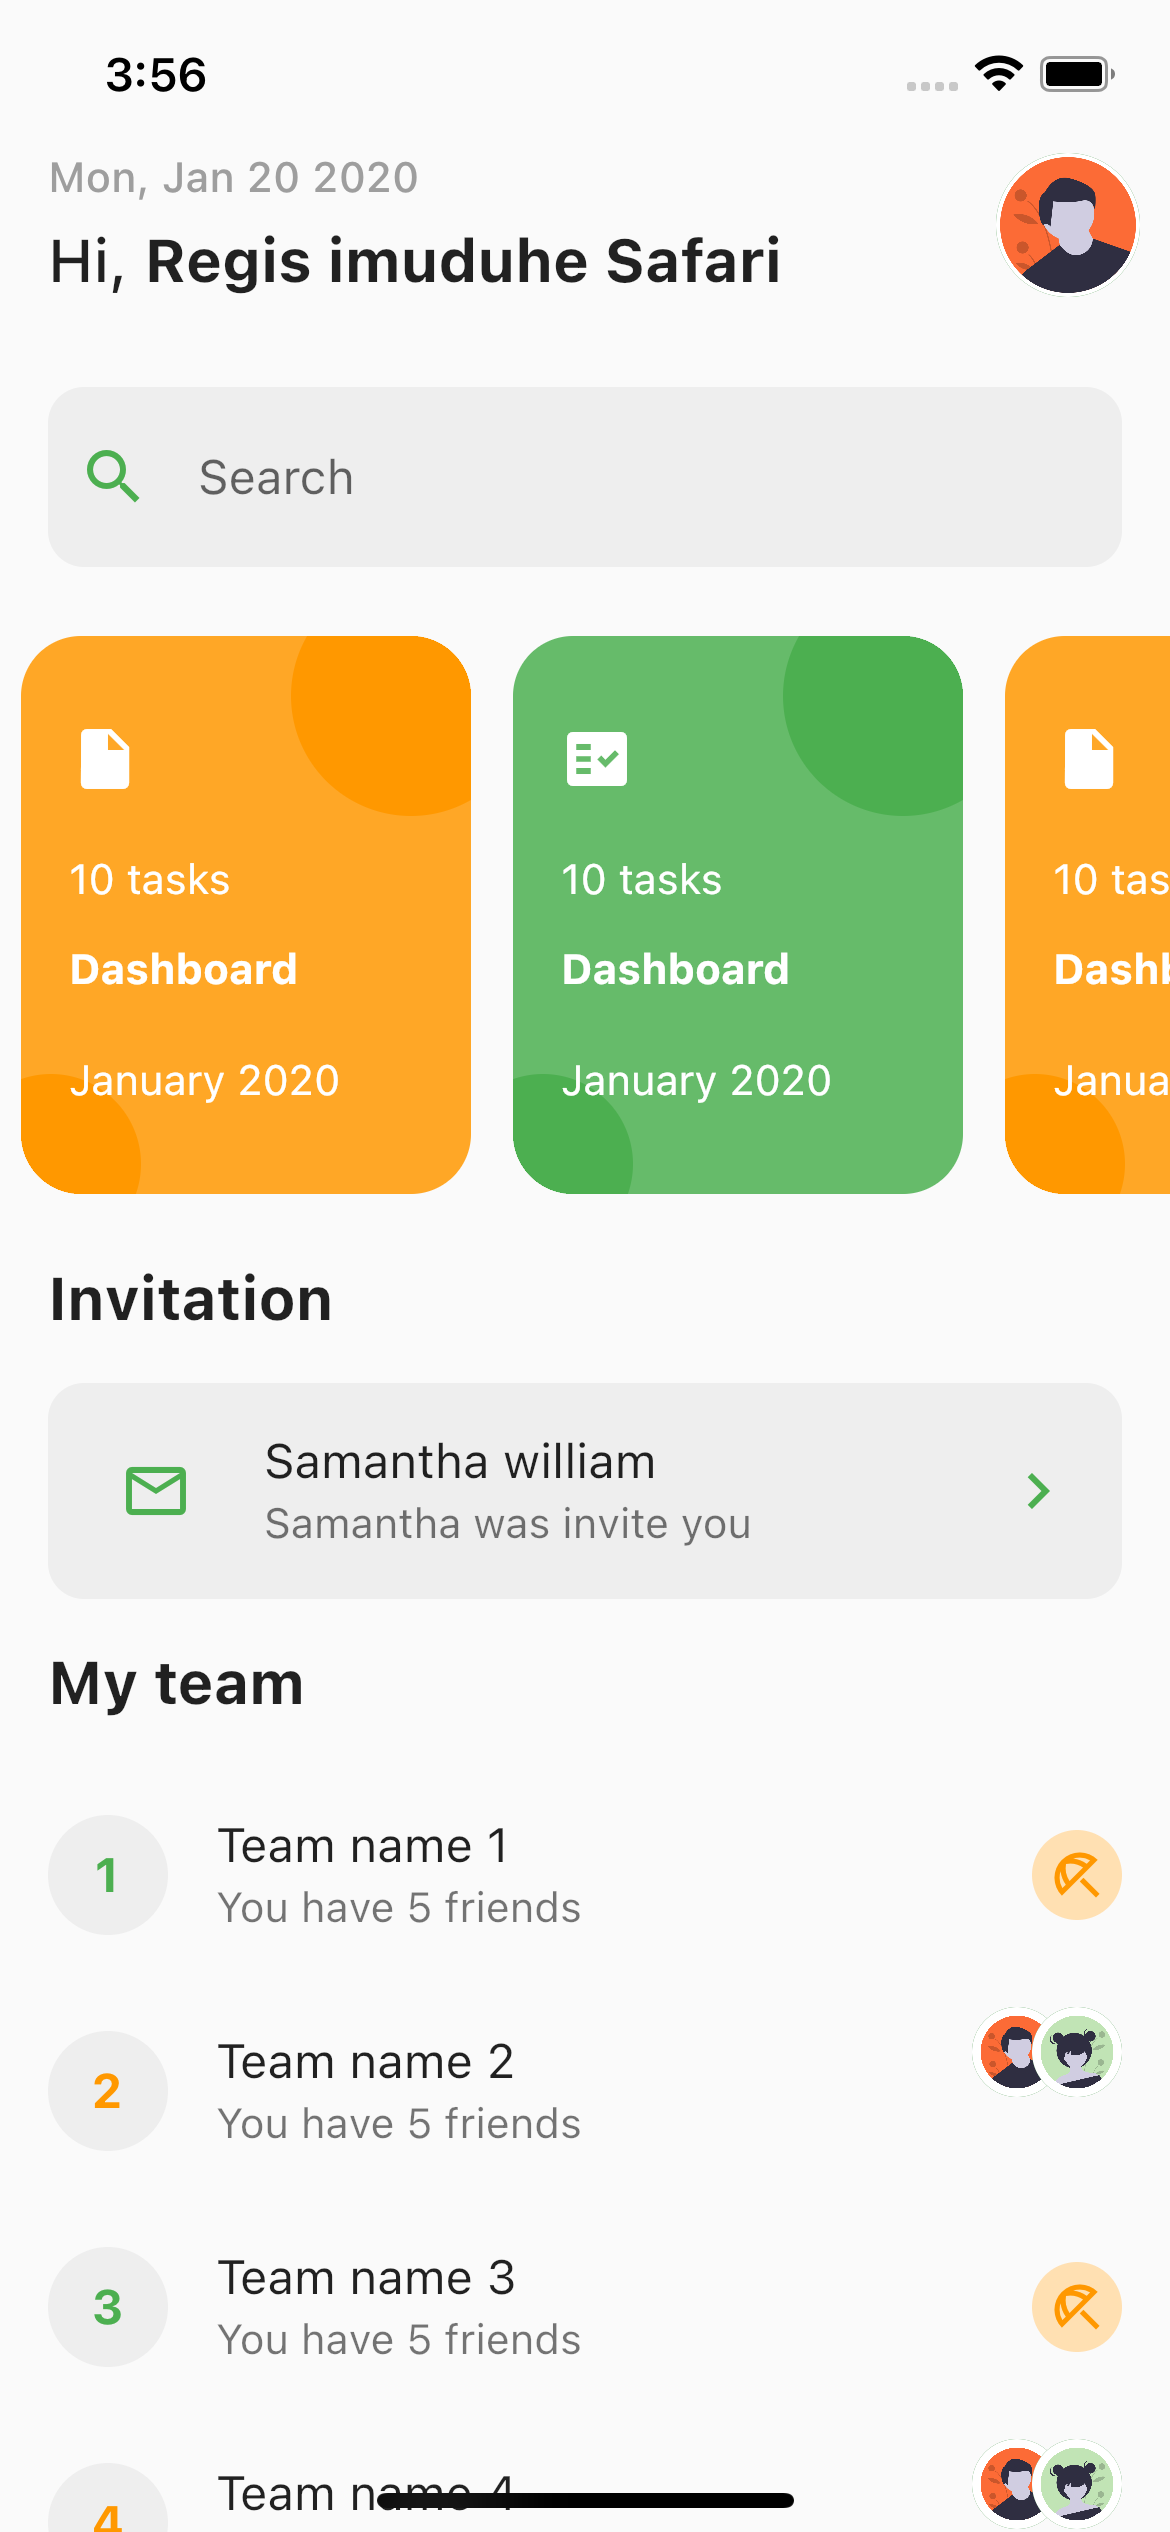 3:56
Mon, Jan 20 2020
Hi, Regis imuduhe Safari
Search
10 tasks
Dashboard
January 2020
10 tasks
Dashboard
January 2020
10 tas
Dashb
Janua
Invitation
Samantha william
Samantha was invite you
My team
1
Team name 1
You have 5 friends
2
Team name 2
You have 5 friends
3
Team name 3
You have 5 friends
4
Team name 4